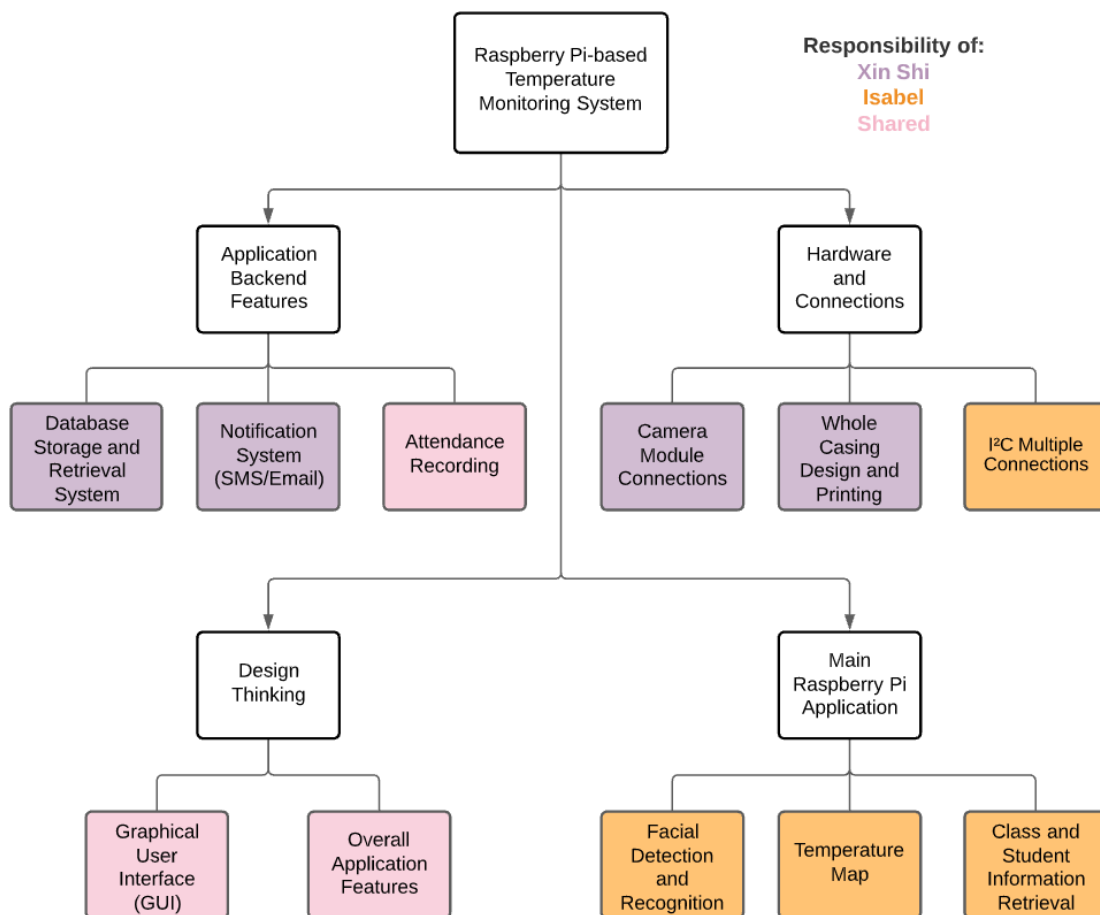 Raspberry Pi-based
Temperature
Monitoring System
Responsibility of:
Xin Shi
Isabel
Shared
Application
Backend
Features
Hardware
and
Connections
Database
Storage and
Retrieval
System
Notification
System
(SMS/Email)
Attendance
Recording
Camera
Module
Connections
Whole
Casing
Design and
Printing
I²C Multiple
Connections
Design
Thinking
Main
Raspberry Pi
Application
Graphical
User
Interface
(GUI)
Overall
Application
Features
Facial
Detection
and
Recognition
Temperature
Map
Class and
Student
Information
Retrieval